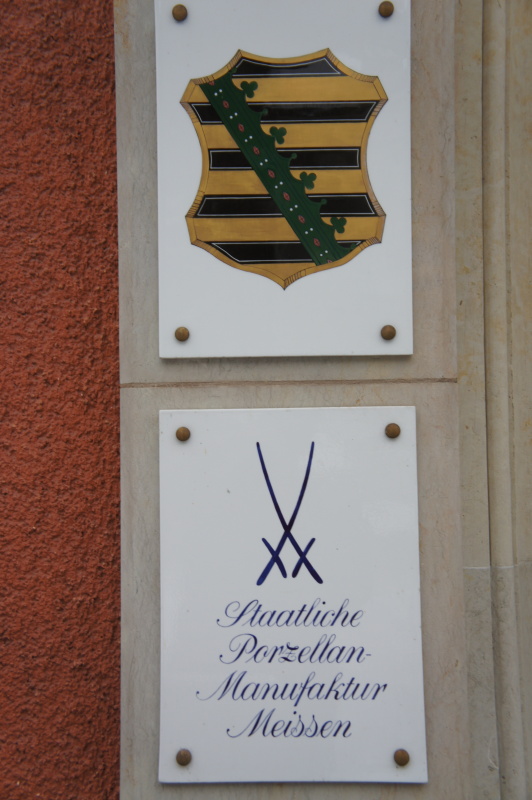 Staatliche
Porzellan-
Manufaktur
Meissen